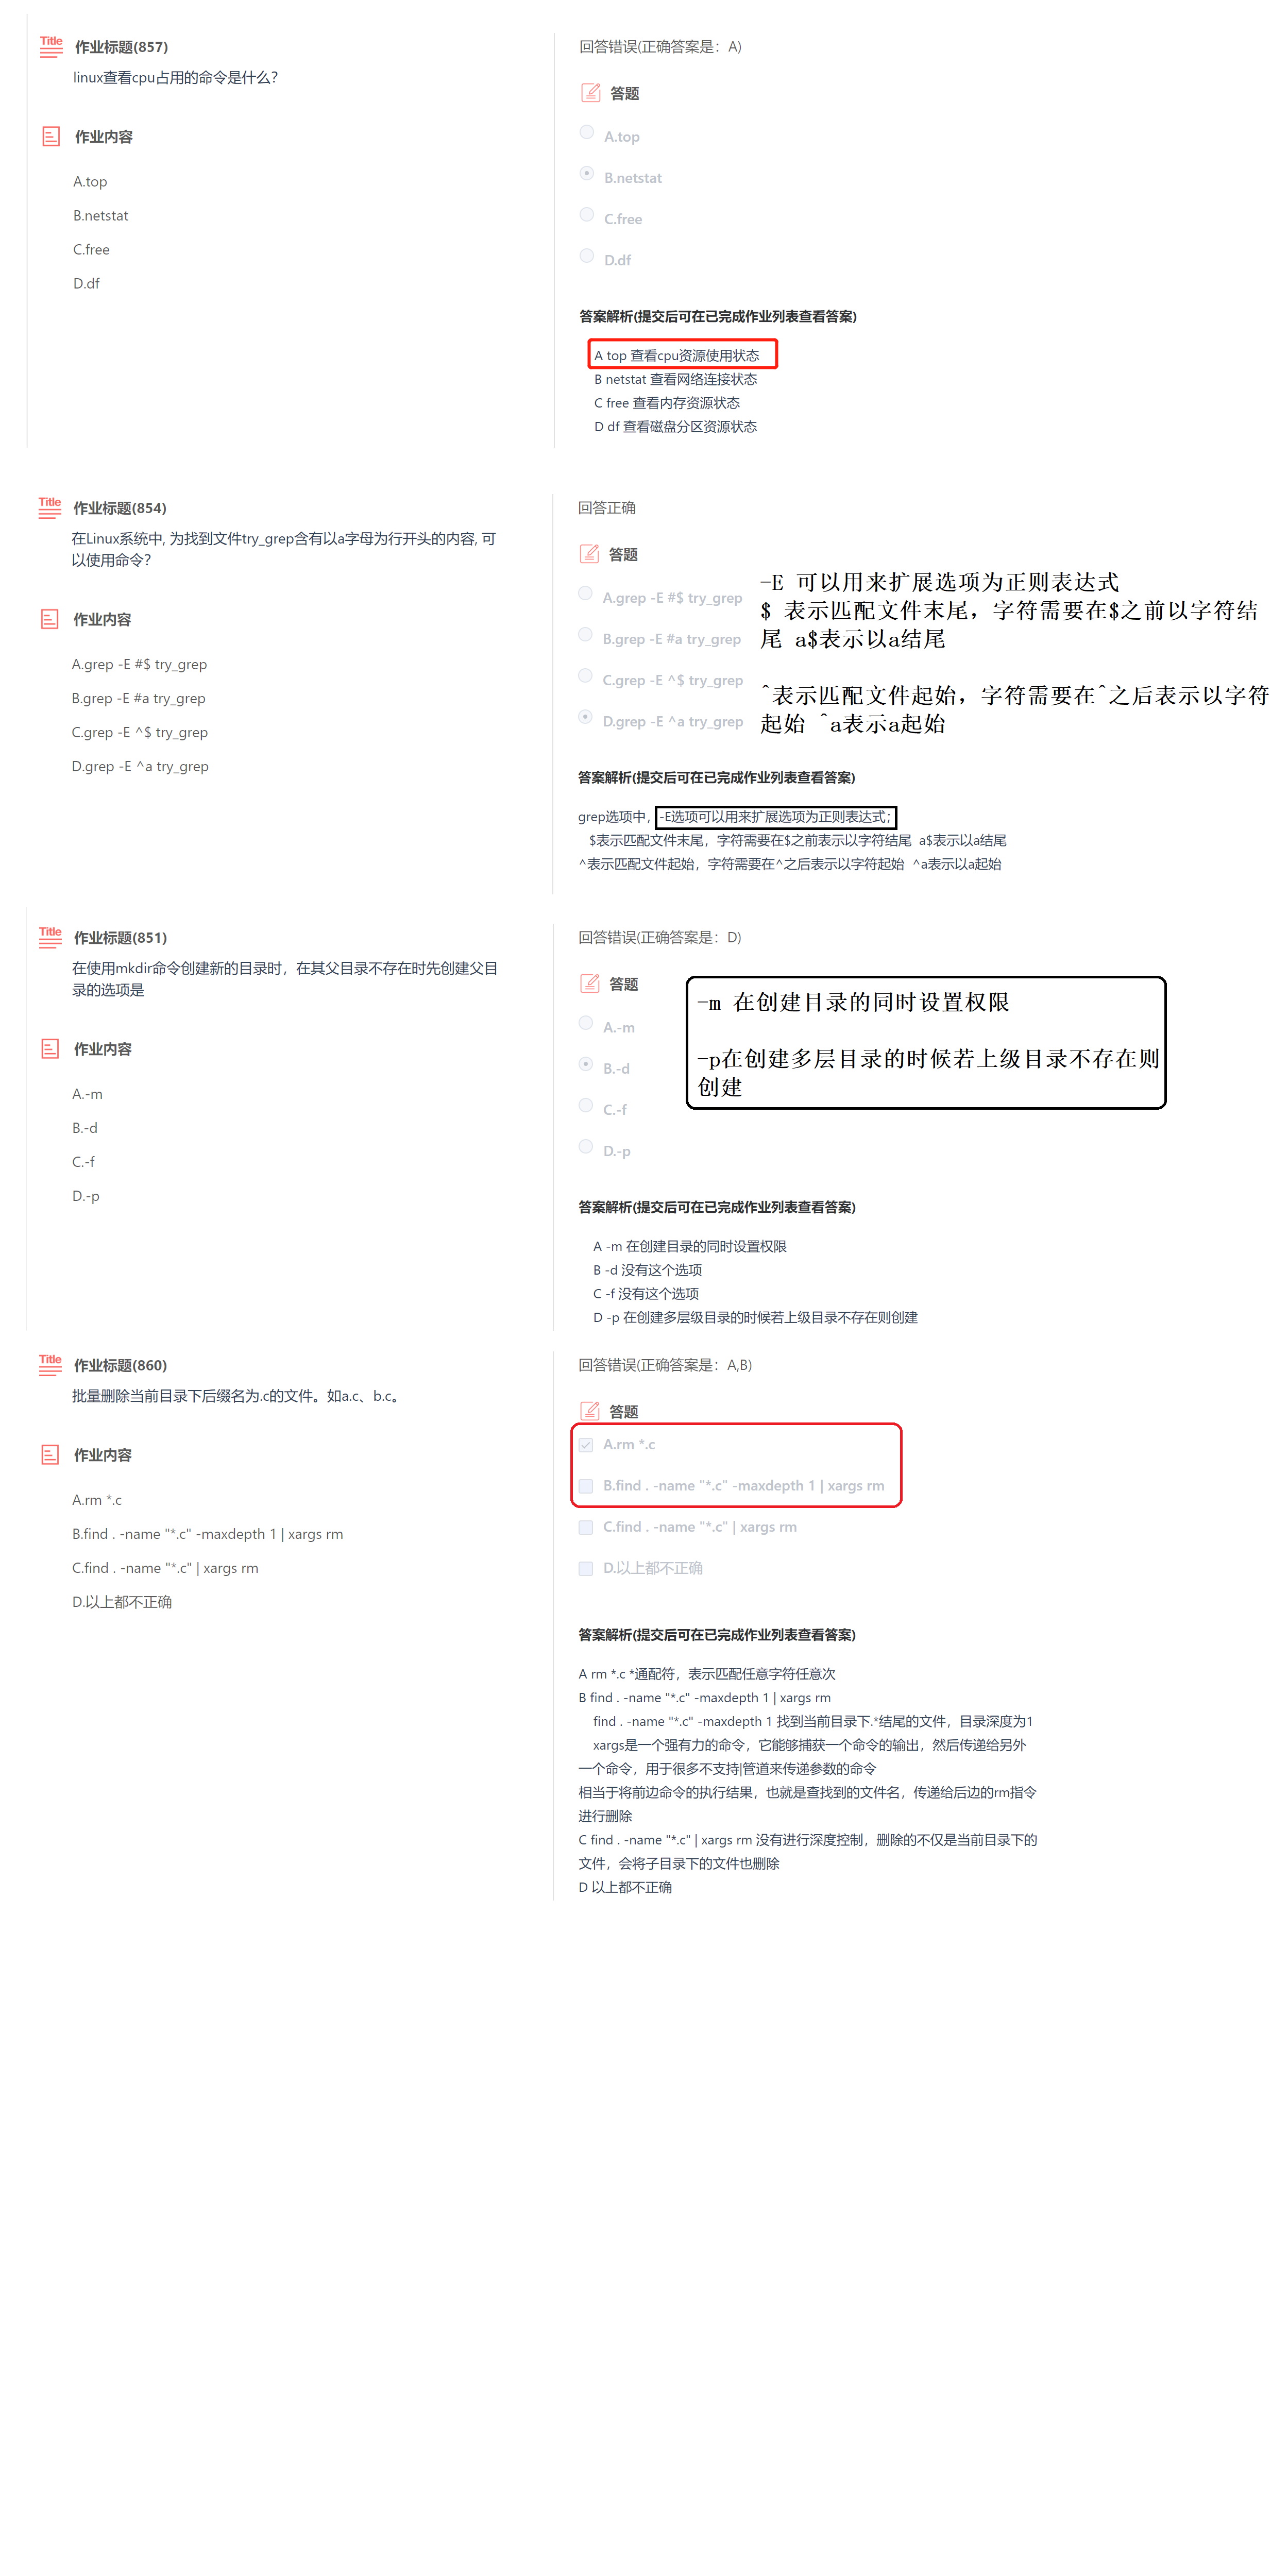 Title 作业标题(857)
linux查看cpu占用的命令是什么?
作业内容
A.top
B.netstat
C.free
D.df
回答错误(正确答案是：A)
答题
A.top
B.netstat
C.free
D.df
答案解析(提交后可在已完成作业列表查看答案)
A top 查看cpu资源使用状态
B netstat 查看网络连接状态
C free 查看内存资源状态
D df 查看磁盘分区资源状态
Title 作业标题(854)
在Linux系统中, 为找到文件try_grep含有以a字母为行开头的内容, 可
以使用命令?
作业内容
A.grep -E #$ try_grep
B.grep -E #a try_grep
C.grep -E ^$ try_grep
D.grep -E ^a try_grep
回答正确
答题
A.grep -E #$ try_grep
B.grep -E #a try_grep
C.grep -E ^$ try_grep
D.grep -E ^a try_grep
-E 可以用来扩展选项为正则表达式
$ 表示匹配文件末尾，字符需要在$之前以字符结
尾 a$表示以a结尾
^表示匹配文件起始，字符需要在^之后表示以字符
起始 ^a表示a起始
答案解析(提交后可在已完成作业列表查看答案)
grep选项中，-E选项可以用来扩展选项为正则表达式；
$表示匹配文件末尾，字符需要在$之前表示以字符结尾 a$表示以a结尾
^表示匹配文件起始，字符需要在^之后表示以字符起始 ^a表示以a起始
Title 作业标题(851)
在使用mkdir命令创建新的目录时，在其父目录不存在时先创建父目
录的选项是
作业内容
A.-m
B.-d
C.-f
D.-p
回答错误(正确答案是：D)
答题
A.-m
B.-d
C.-f
D.-p
-m 在创建目录的同时设置权限
-p在创建多层目录的时候若上级目录不存在则
创建
答案解析(提交后可在已完成作业列表查看答案)
A -m 在创建目录的同时设置权限
B -d 没有这个选项
C -f 没有这个选项
D -p 在创建多层级目录的时候若上级目录不存在则创建
Title 作业标题(860)
批量删除当前目录下后缀名为.c的文件。如a.c、b.c。
作业内容
A.rm *.c
B.find . -name "*.c" -maxdepth 1 | xargs rm
C.find . -name "*.c" | xargs rm
D.以上都不正确
回答错误(正确答案是：A,B)
答题
A.rm *.c
B.find . -name "*.c" -maxdepth 1 | xargs rm
C.find . -name "*.c" | xargs rm
D.以上都不正确
答案解析(提交后可在已完成作业列表查看答案)
A rm *.c *通配符，表示匹配任意字符任意次
B find . -name "*.c" -maxdepth 1 | xargs rm
find . -name "*.c" -maxdepth 1 找到当前目录下.*结尾的文件，目录深度为1
xargs是一个强有力的命令，它能够捕获一个命令的输出，然后传递给另外
一个命令，用于很多不支持|管道来传递参数的命令
相当于将前边命令的执行结果，也就是查找到的文件名，传递给后边的rm指令
进行删除
C find . -name "*.c" | xargs rm 没有进行深度控制，删除的不仅是当前目录下的
文件，会将子目录下的文件也删除
D 以上都不正确